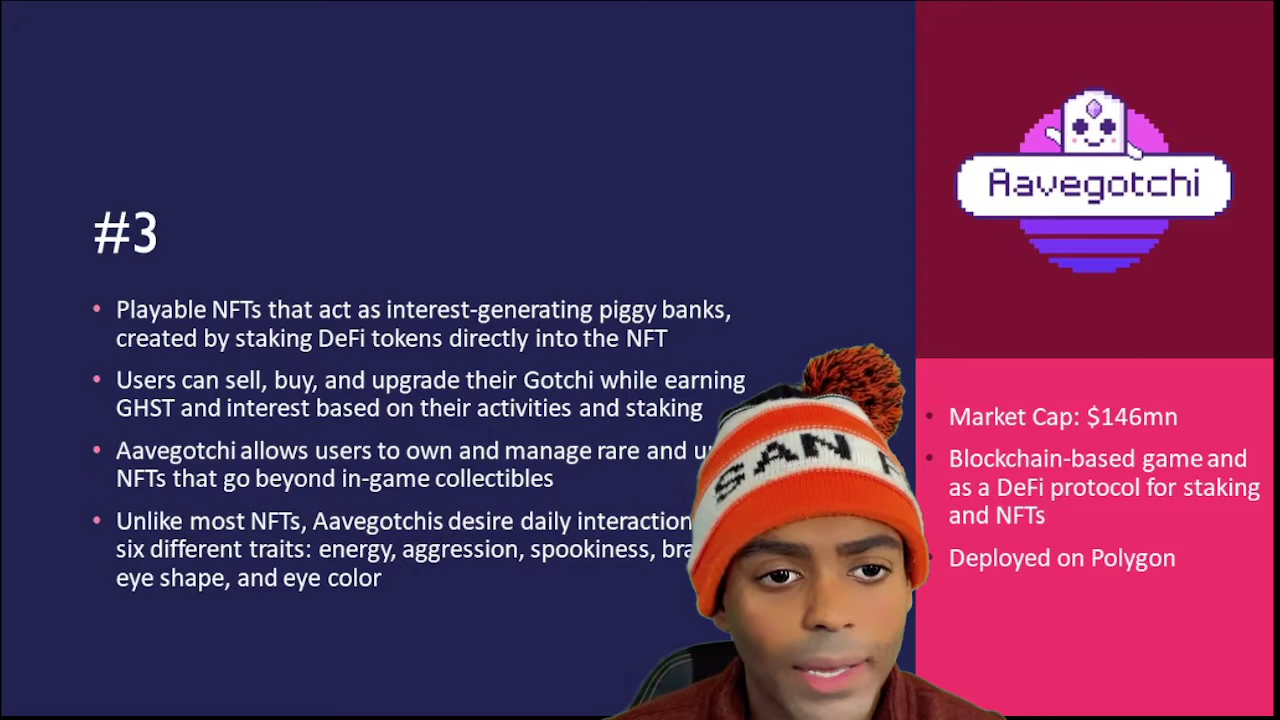 #3
• Playable NFTs that act as interest-generating piggy banks,
created by staking DeFi tokens directly into the NFT
• Users can sell, buy, and upgrade their Gotchi while earning
GHST and interest based on their activities and staking
• Aavegotchi allows users to own and manage rare and
NFTs that go beyond in-game collectibles
• Unlike most NFTs, Aavegotchis desire daily interaction
six different traits: energy, aggression, spookiness,
eye shape, and eye color
Aavegotchi
• Market Cap: $146mn
• Blockchain-based game and
as a DeFi protocol for staking
and NFTs
• Deployed on Polygon
SAN